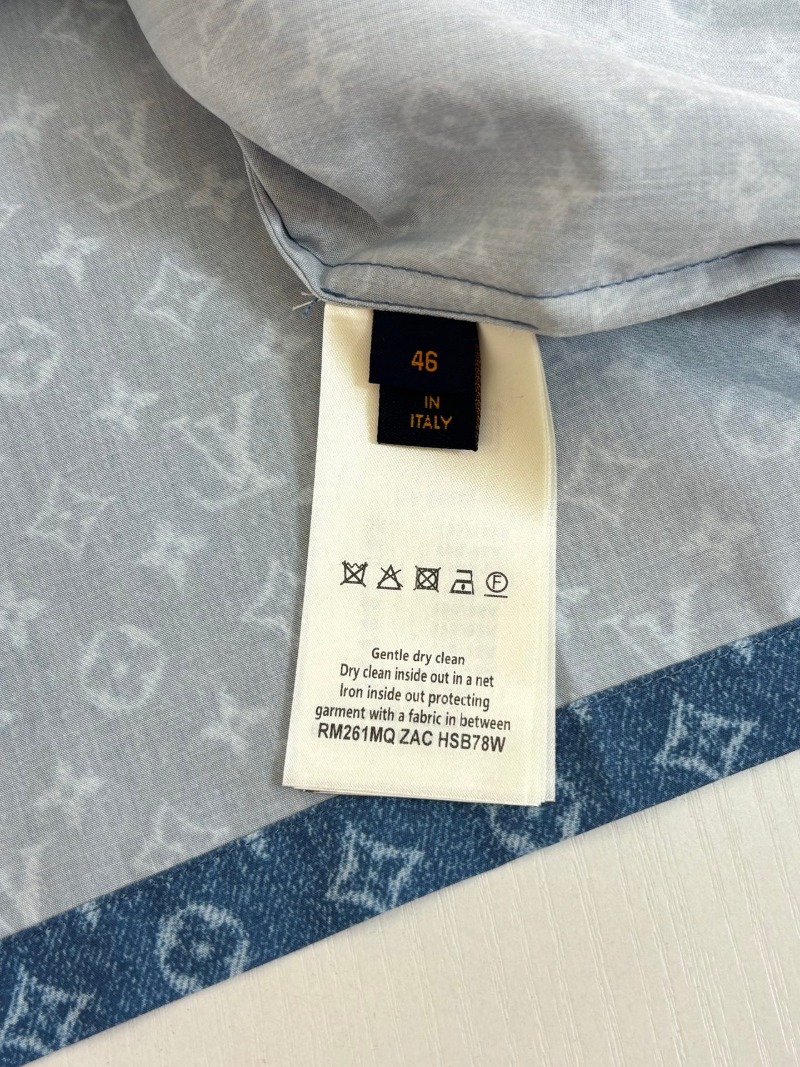 46
IN
ITALY
F
Gentle dry clean
Dry clean inside out in a net
Iron inside out protecting
garment with a fabric in between
RM261MQ ZAC HSB78W